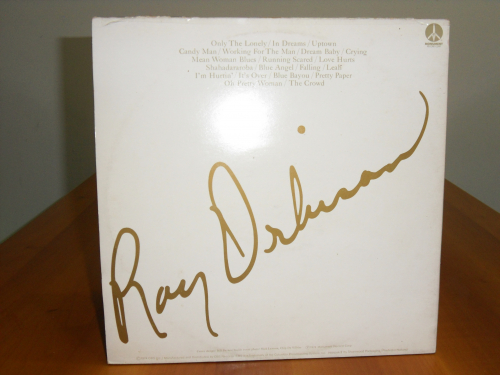 Only The Lonely / In Dreams / Uptown
Candy Man / Working For The Man / Dream Baby / Crying
Mean Woman Blues / Running Scared / Love Hurts
Shahadaroba / Blue Angel / Falling / Leah
I'm Hurtin' / It's Over / Blue Bayou / Pretty Paper
Oh Pretty Woman / The Crowd
Roy Orbison